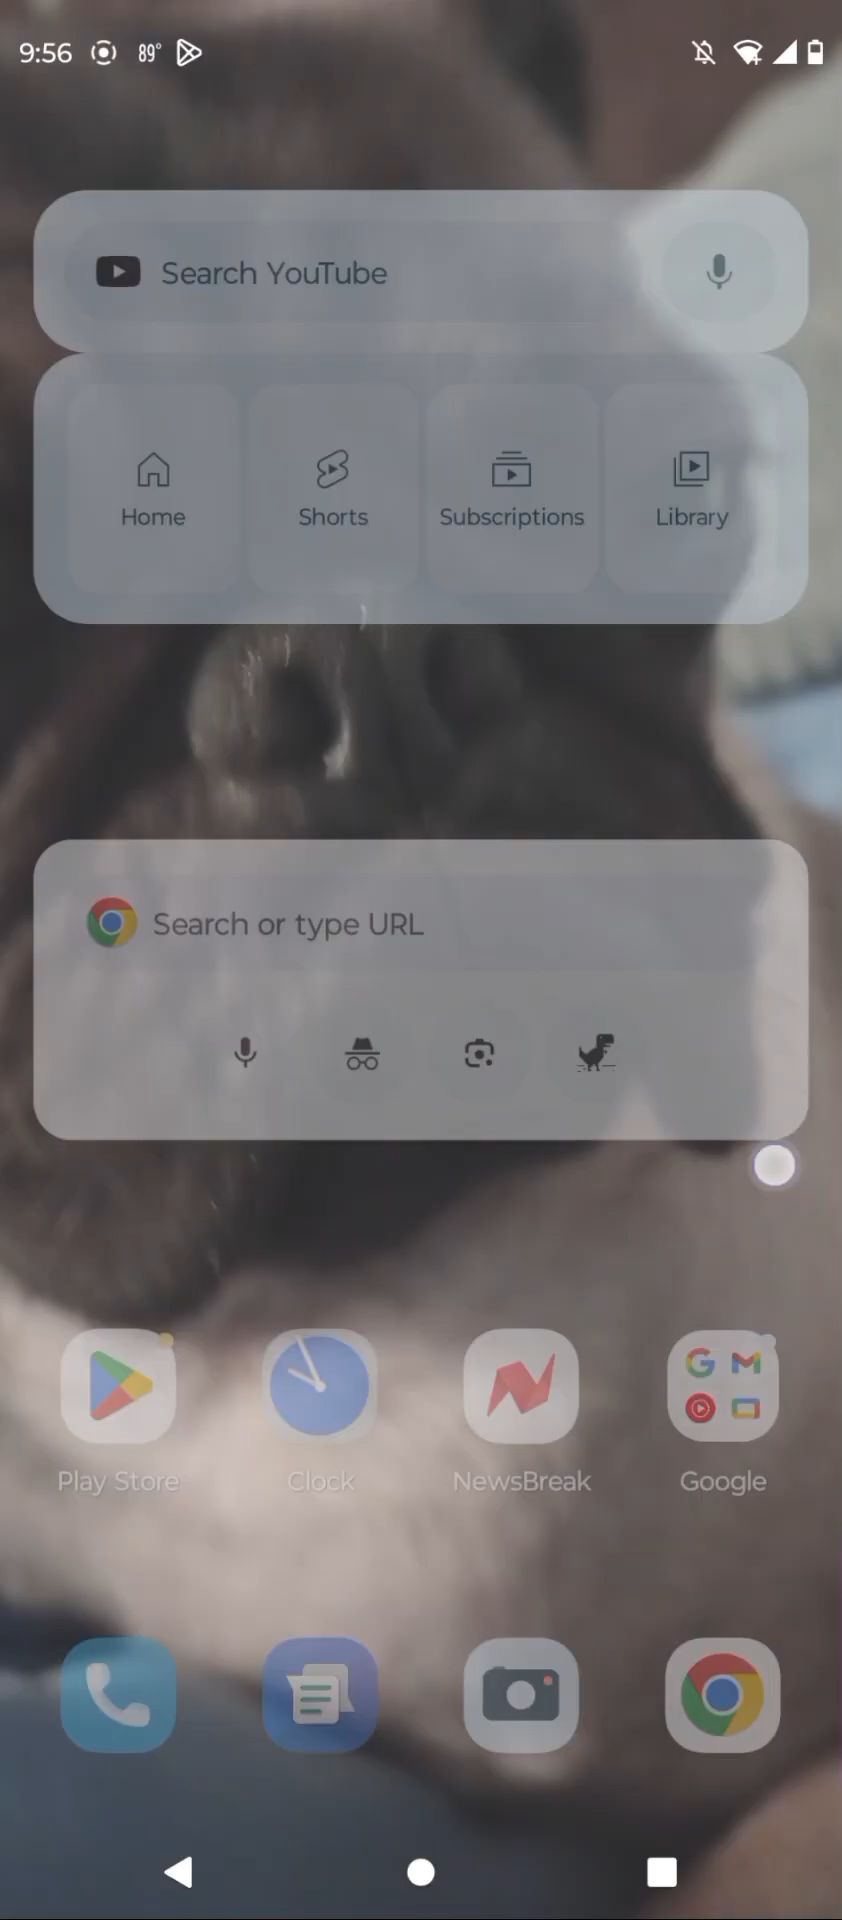 9:56 89°
Search YouTube
Home Shorts Subscriptions Library
Search or type URL
Play Store Clock NewsBreak Google